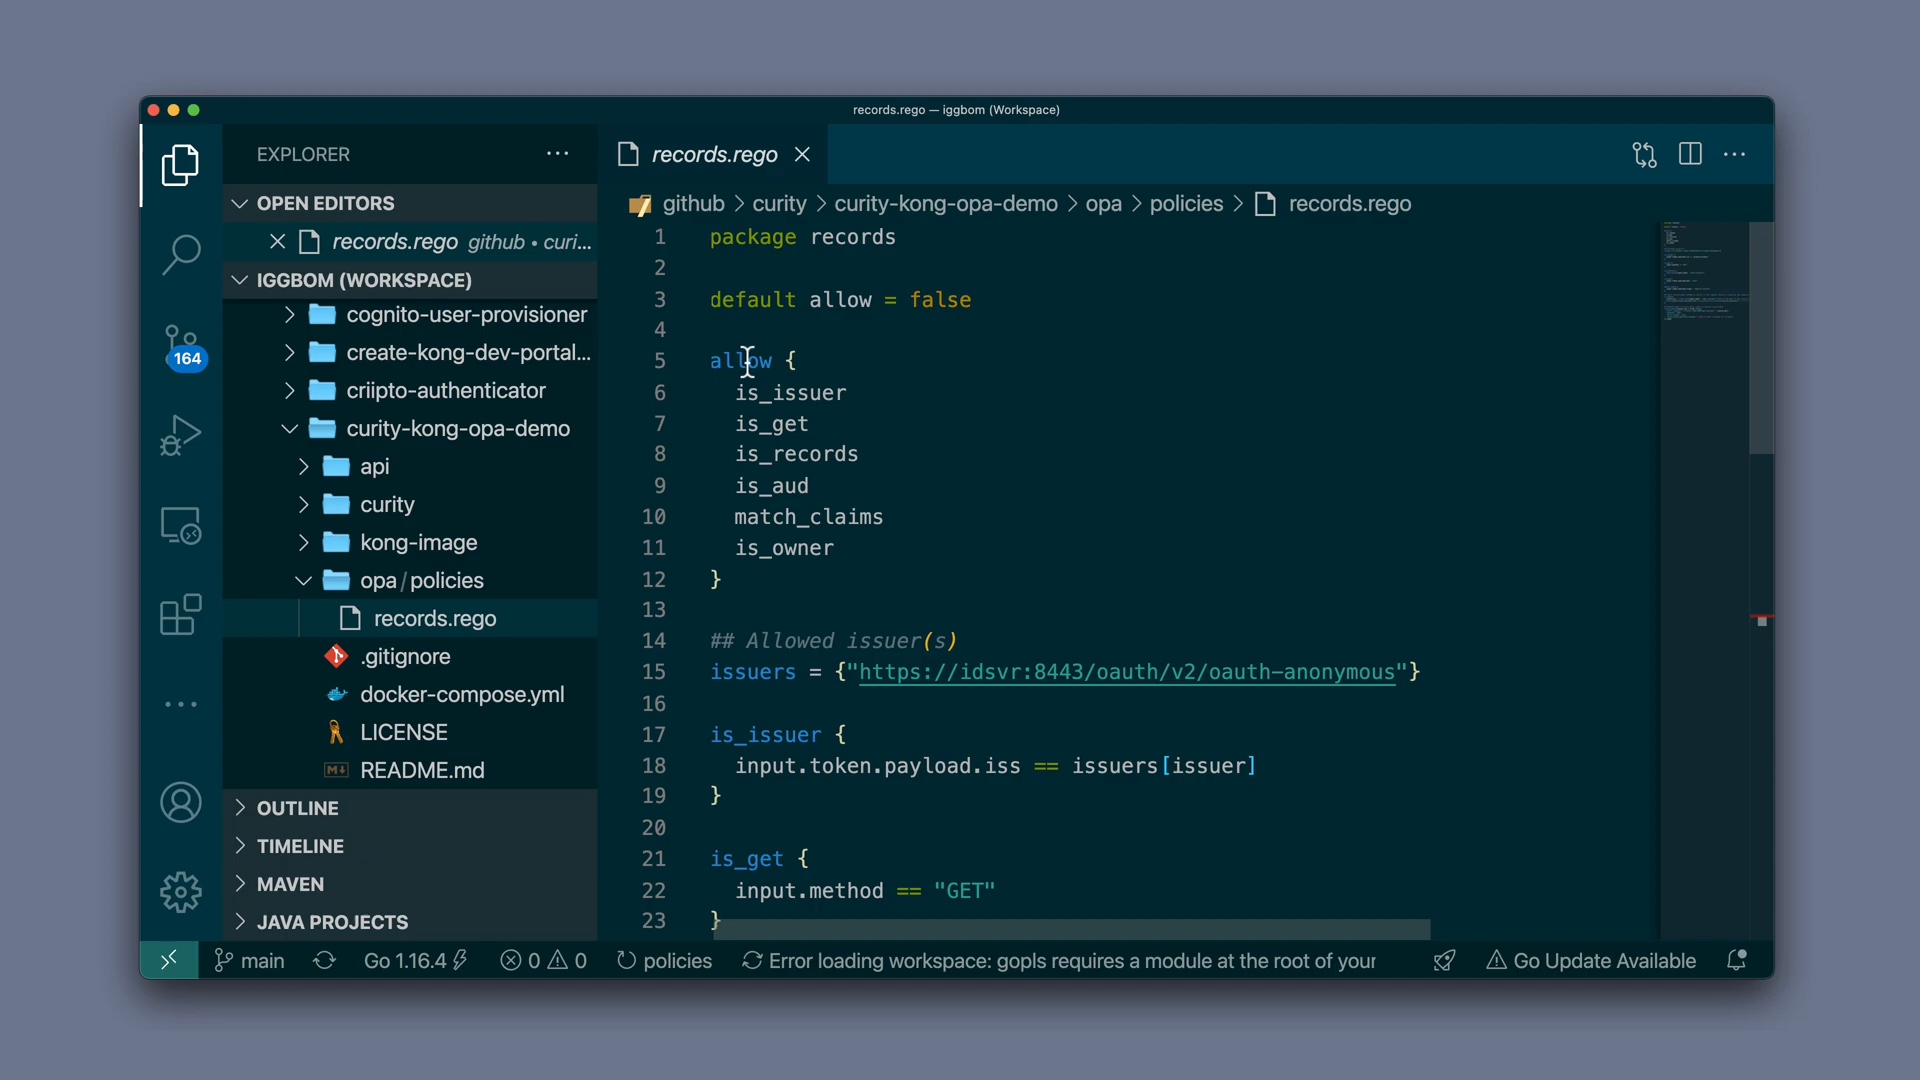 records.rego — iggbom (Workspace)
EXPLORER
OPEN EDITORS
records.rego github • curi...
IGGBOM (WORKSPACE)
cognito-user-provisioner
create-kong-dev-portal...
criipto-authenticator
curity-kong-opa-demo
api
curity
kong-image
opa / policies
records.rego
.gitignore
docker-compose.yml
LICENSE
README.md
OUTLINE
TIMELINE
MAVEN
JAVA PROJECTS
164
records.rego
github > curity > curity-kong-opa-demo > opa > policies > records.rego
1 package records
2
3 default allow = false
4
5 allow {
6 is_issuer
7 is_get
8 is_records
9 is_aud
10 match_claims
11 is_owner
12 }
13
14 ## Allowed issuer(s)
15 issuers = {"https://idsvr:8443/oauth/v2/oauth-anonymous"}
16
17 is_issuer {
18 input.token.payload.iss == issuers[issuer]
19 }
20
21 is_get {
22 input.method == "GET"
23 }
main Go 1.16.4 0 0 policies Error loading workspace: gopls requires a module at the root of your Go Update Available